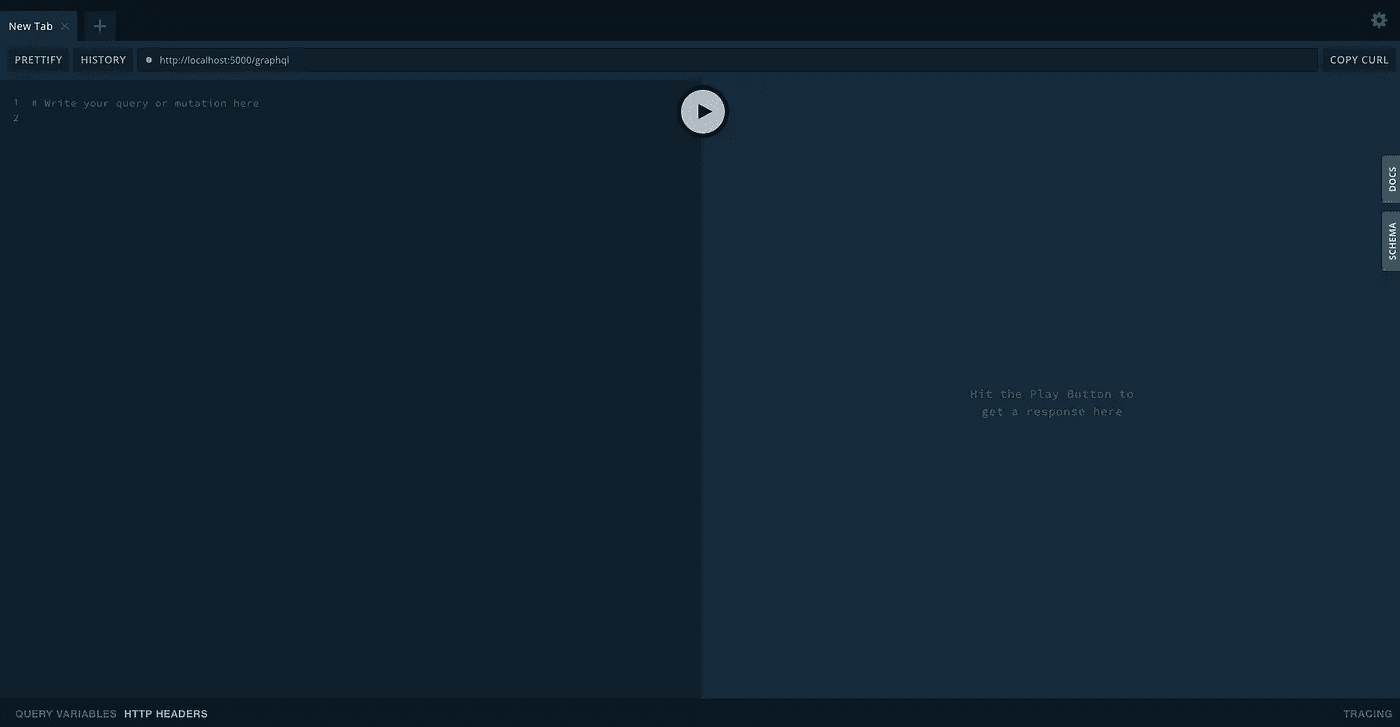 New Tab
PRETTIFY HISTORY http://localhost:5000/graphql COPY CURL
1 # Write your query or mutation here
2
DOCS
SCHEMA
Hit the Play Button to
get a response here
QUERY VARIABLES HTTP HEADERS TRACING